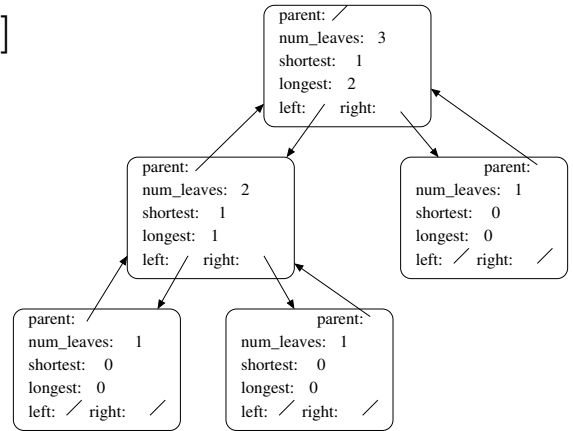 ]
parent:
num_leaves: 3
shortest: 1
longest: 2
left: right:
parent:
num_leaves: 2
shortest: 1
longest: 1
left: right:
parent:
num_leaves: 1
shortest: 0
longest: 0
left: right:
parent:
num_leaves: 1
shortest: 0
longest: 0
left: right:
parent:
num_leaves: 1
shortest: 0
longest: 0
left: right: